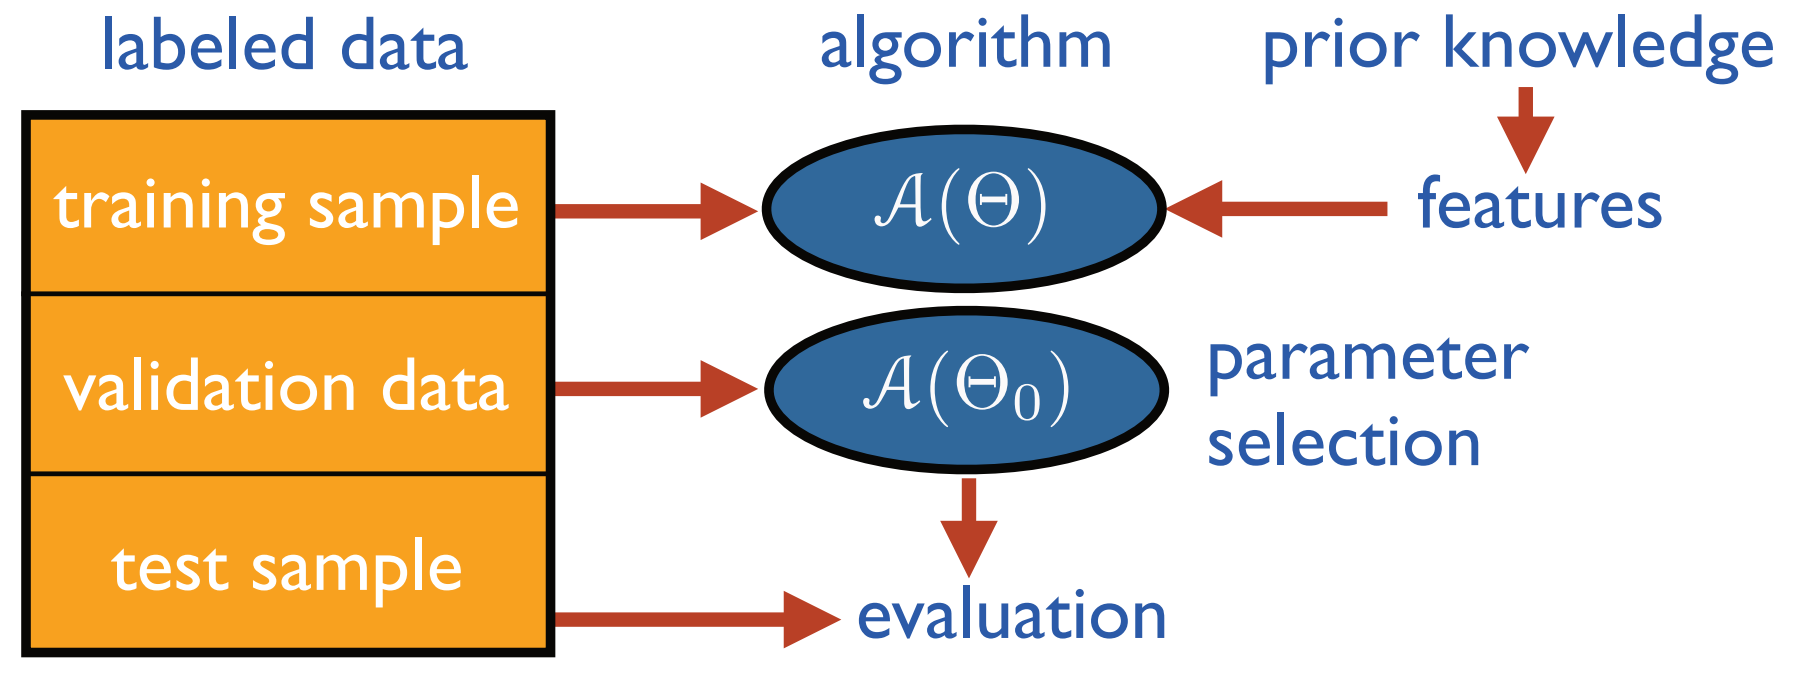 labeled data
algorithm
prior knowledge
training sample
𝒜(Θ)
features
validation data
𝒜(Θ₀)
parameter
selection
test sample
evaluation